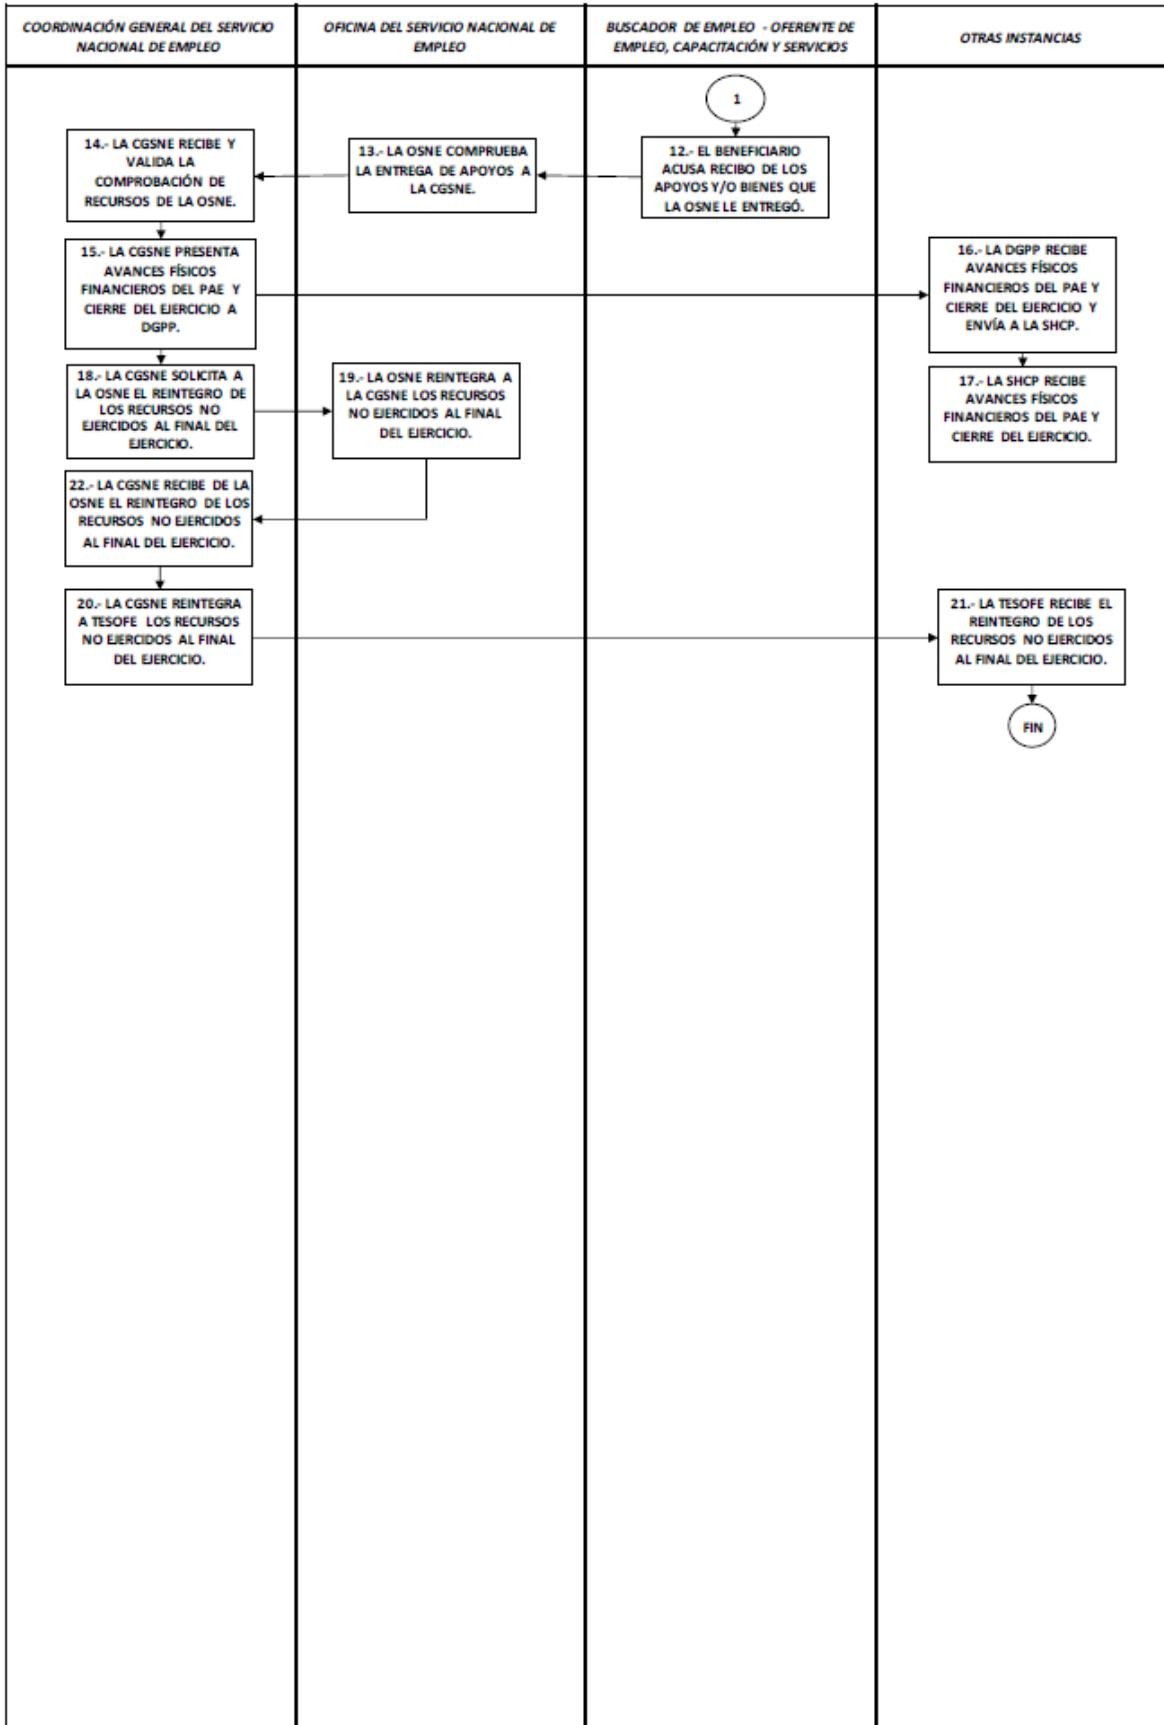 COORDINACIÓN GENERAL DEL SERVICIO
NACIONAL DE EMPLEO
OFICINA DEL SERVICIO NACIONAL DE
EMPLEO
BUSCADOR DE EMPLEO - OFERENTE DE
EMPLEO, CAPACITACIÓN Y SERVICIOS
OTRAS INSTANCIAS
1
12.- EL BENEFICIARIO
ACUSA RECIBO DE LOS
APOYOS Y/O BIENES QUE
LA OSNE LE ENTREGÓ.
13.- LA OSNE COMPRUEBA
LA ENTREGA DE APOYOS A
LA CGSNE.
14.- LA CGSNE RECIBE Y
VALIDA LA
COMPROBACIÓN DE
RECURSOS DE LA OSNE.
15.- LA CGSNE PRESENTA
AVANCES FÍSICOS
FINANCIEROS DEL PAE Y
CIERRE DEL EJERCICIO A
DGPP.
16.- LA DGPP RECIBE
AVANCES FÍSICOS
FINANCIEROS DEL PAE Y
CIERRE DEL EJERCICIO Y
ENVÍA A LA SHCP.
17.- LA SHCP RECIBE
AVANCES FÍSICOS
FINANCIEROS DEL PAE Y
CIERRE DEL EJERCICIO.
18.- LA CGSNE SOLICITA A
LA OSNE EL REINTEGRO DE
LOS RECURSOS NO
EJERCIDOS AL FINAL DEL
EJERCICIO.
19.- LA OSNE REINTEGRA A
LA CGSNE LOS RECURSOS
NO EJERCIDOS AL FINAL
DEL EJERCICIO.
22.- LA CGSNE RECIBE DE LA
OSNE EL REINTEGRO DE LOS
RECURSOS NO EJERCIDOS
AL FINAL DEL EJERCICIO.
20.- LA CGSNE REINTEGRA
A TESOFE LOS RECURSOS
NO EJERCIDOS AL FINAL
DEL EJERCICIO.
21.- LA TESOFE RECIBE EL
REINTEGRO DE LOS
RECURSOS NO EJERCIDOS
AL FINAL DEL EJERCICIO.
FIN